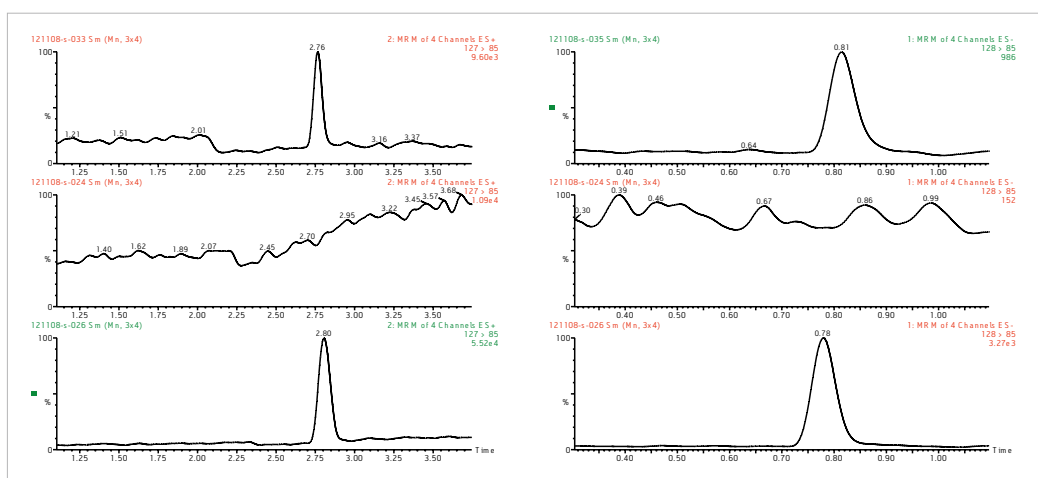 121108-s-033 Sm (Mn, 3x4)
2: MRM of 4 Channels ES+
127 > 85
9.60e3
100
%
0
1.21
1.51
2.01
2.76
3.16
3.37
1.25 1.50 1.75 2.00 2.25 2.50 2.75 3.00 3.25 3.50
121108-s-035 Sm (Mn, 3x4)
1: MRM of 4 Channels ES-
128 > 85
986
100
%
0
0.64
0.81
0.40 0.50 0.60 0.70 0.80 0.90 1.00
121108-s-024 Sm (Mn, 3x4)
2: MRM of 4 Channels ES+
127 > 85
1.09e4
100
%
0
1.40
1.62
1.89
2.07
2.45
2.70
2.95
3.22
3.45
3.57
3.68
1.25 1.50 1.75 2.00 2.25 2.50 2.75 3.00 3.25 3.50
121108-s-024 Sm (Mn, 3x4)
1: MRM of 4 Channels ES-
128 > 85
152
100
%
0
0.30
0.39
0.46
0.67
0.86
0.99
0.40 0.50 0.60 0.70 0.80 0.90 1.00
121108-s-026 Sm (Mn, 3x4)
2: MRM of 4 Channels ES+
127 > 85
5.52e4
100
%
0
2.80
1.25 1.50 1.75 2.00 2.25 2.50 2.75 3.00 3.25 3.50
Time
121108-s-026 Sm (Mn, 3x4)
1: MRM of 4 Channels ES-
128 > 85
3.27e3
100
%
0
0.78
0.40 0.50 0.60 0.70 0.80 0.90 1.00
Time